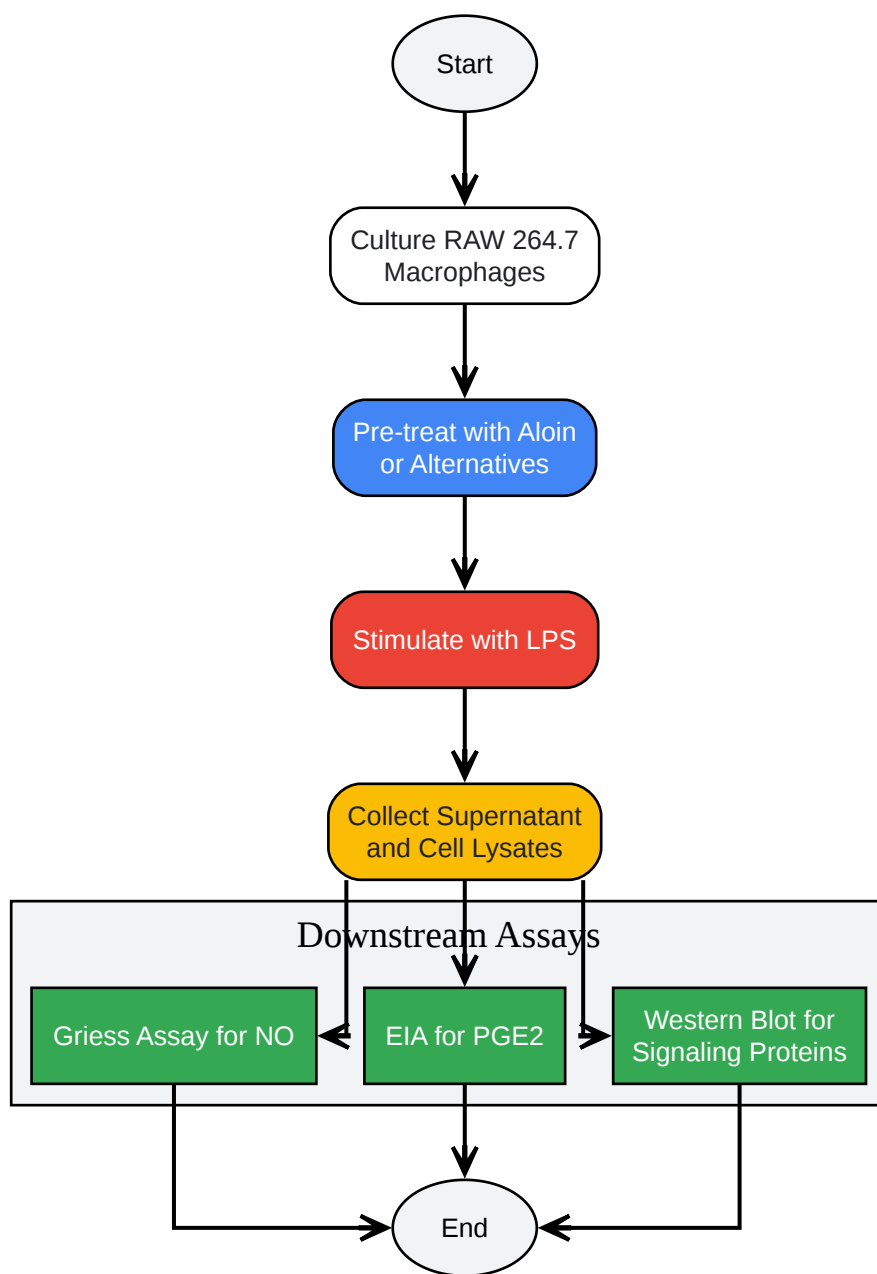 Start
Culture RAW 264.7
Macrophages
Pre-treat with Aloin
or Alternatives
Stimulate with LPS
Collect Supernatant
and Cell Lysates
Downstream Assays
Griess Assay for NO
EIA for PGE2
Western Blot for
Signaling Proteins
End